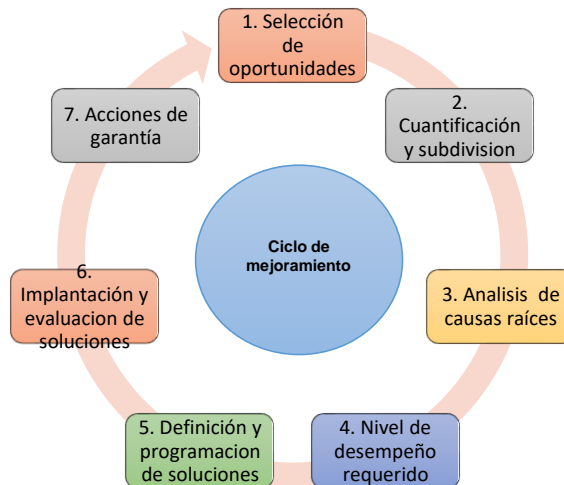 1. Selección
de
oportunidades
2.
Cuantificación
y subdivision
3. Analisis  de
causas raíces
4. Nivel de
desempeño
requerido
5. Definición y
programacion
de soluciones
6.
Implantación y
evaluacion de
soluciones
7. Acciones de
garantía
Ciclo de
mejoramiento